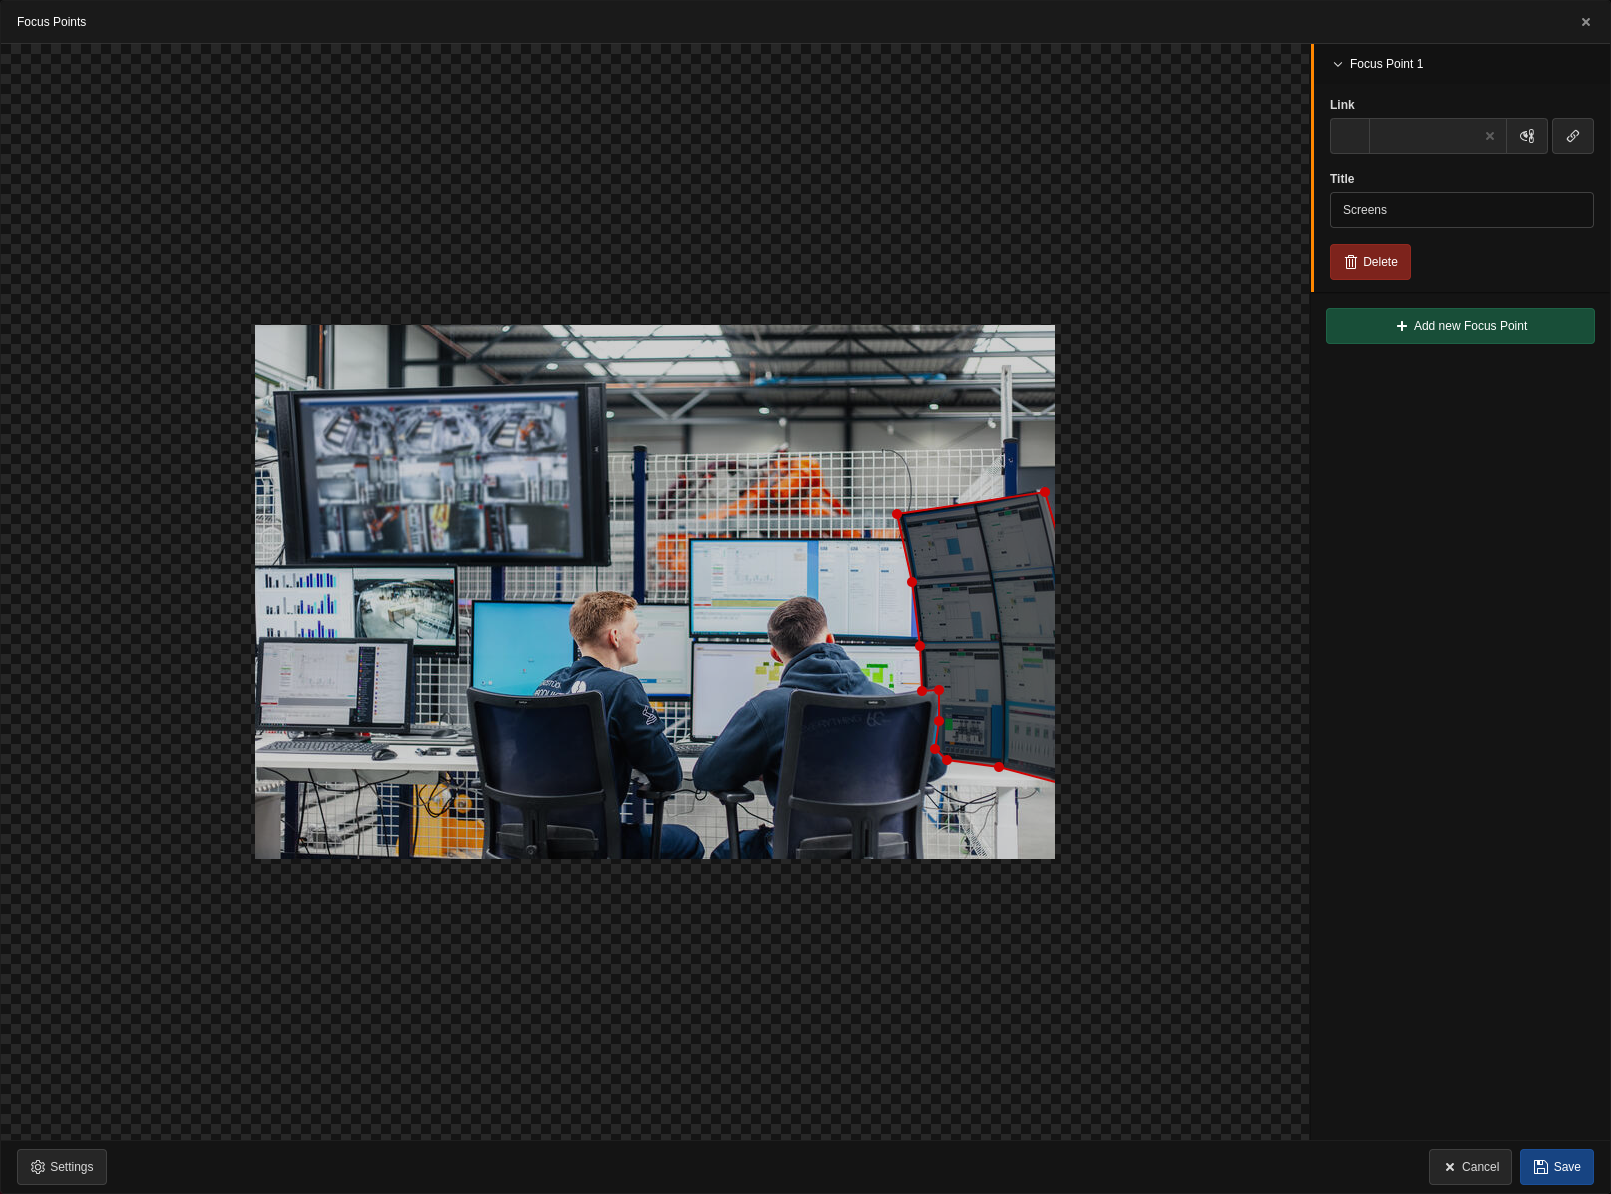 Focus Points
Focus Point 1
Link
Title
Screens
Delete
Add new Focus Point
Settings
Cancel
Save